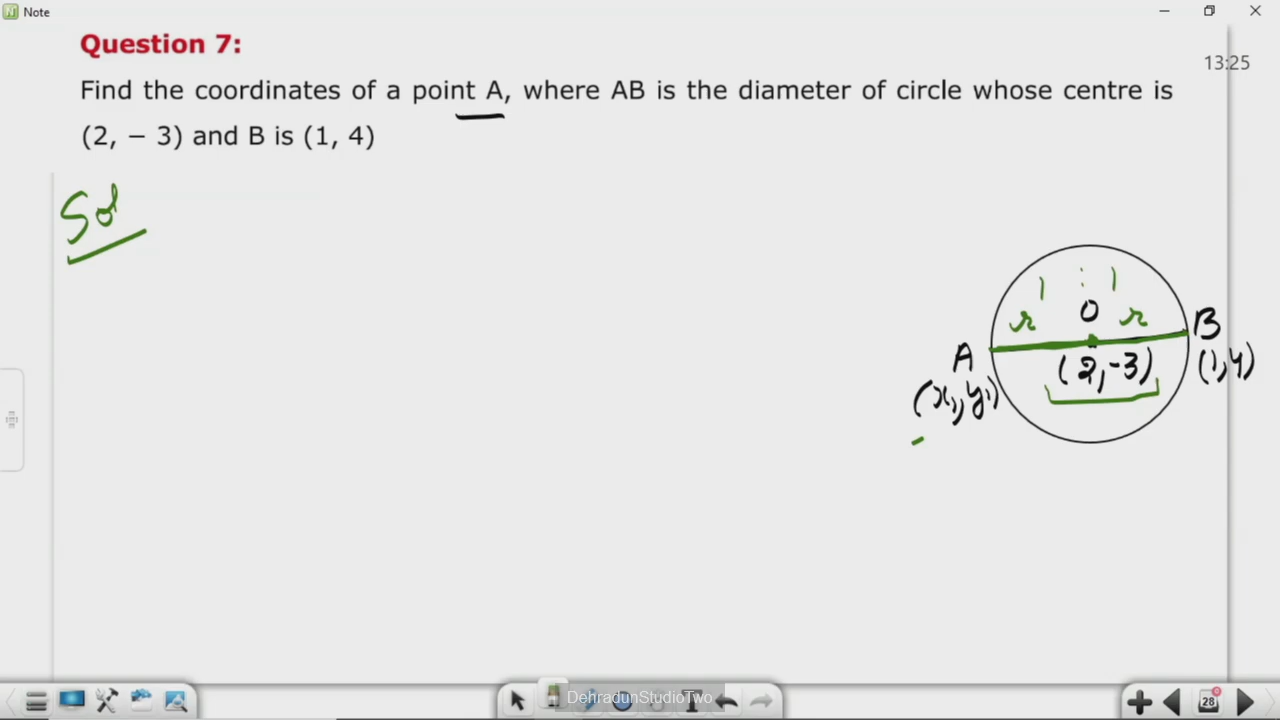 Note
Question 7:
13:25
Find the coordinates of a point A, where AB is the diameter of circle whose centre is
(2, − 3) and B is (1, 4)
Sol
1 : 1
r O r
A B
(2,-3) (1,4)
(x1,y1)
DehradunStudioTwo
28
0